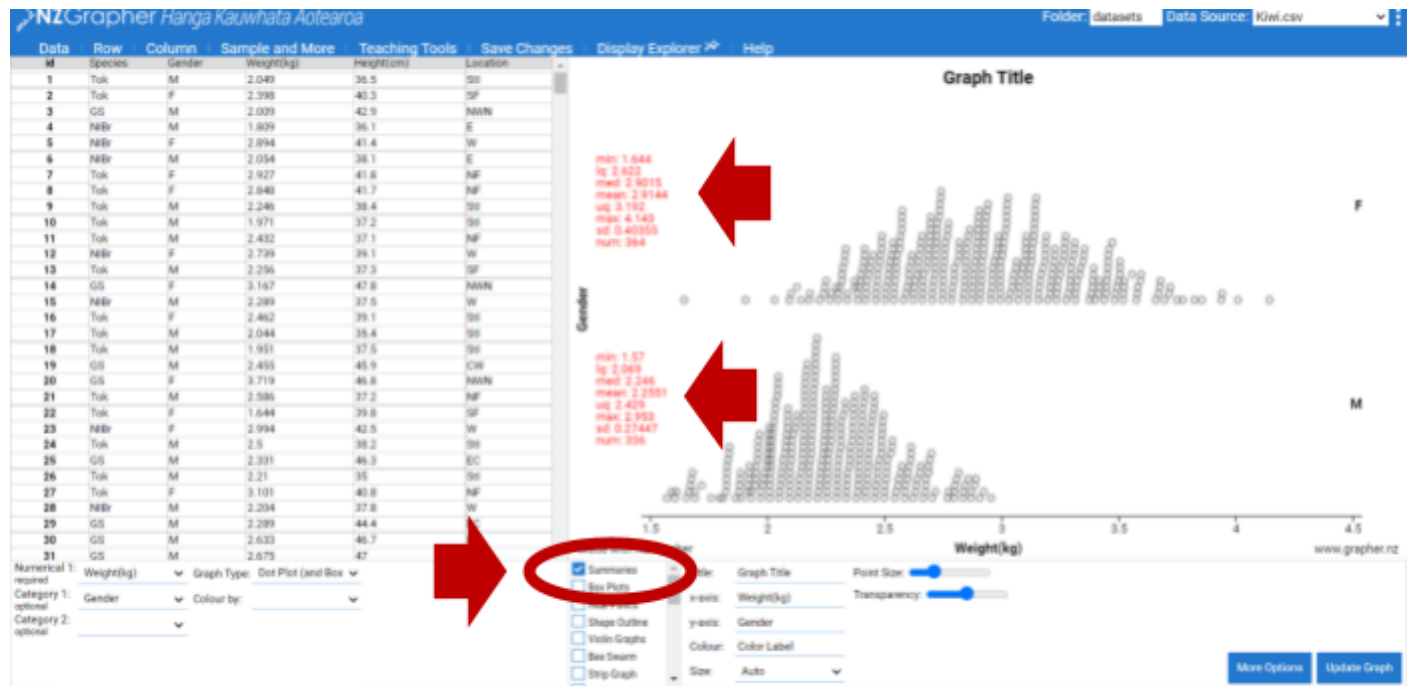 NZGrapher Hanga Kauwhata Aotearoa Folder: datasets Data Source: Kiwi.csv
Data Row Column Sample and More Teaching Tools Save Changes Display Explorer Help
id Species Gender Weight(kg) Height(cm) Location
1 Tok M 2.049 36.5 StI
2 Tok F 2.398 40.3 SF
3 GS M 2.009 42.9 NWN
4 NIBr M 1.809 36.1 E
5 NIBr F 2.894 41.4 W
6 NIBr M 2.054 38.1 E
7 Tok F 2.927 41.8 NF
8 Tok F 2.848 41.7 NF
9 Tok M 2.246 38.4 StI
10 Tok M 1.971 37.2 StI
11 Tok M 2.432 37.1 NF
12 NIBr F 2.739 39.1 W
13 Tok M 2.256 37.3 SF
14 GS F 3.167 47.8 NWN
15 NIBr M 2.289 37.5 W
16 Tok F 2.462 39.1 StI
17 Tok M 2.044 35.4 StI
18 Tok M 1.951 37.5 StI
19 GS M 2.455 45.9 CW
20 GS F 3.719 46.8 NWN
21 Tok M 2.586 37.2 NF
22 Tok F 1.644 39.8 SF
23 NIBr F 2.994 42.5 W
24 Tok M 2.5 38.2 StI
25 GS M 2.331 46.3 EC
26 Tok M 2.21 35 StI
27 Tok F 3.101 40.8 NF
28 NIBr M 2.204 37.8 W
29 GS M 2.289 44.4
30 GS M 2.633 46.7
31 GS M 2.675 47
Graph Title
min: 1.644
lq: 2.622
med: 2.9015
mean: 2.9144
uq: 3.192
max: 4.143
sd: 0.40355
num: 364
F
Gender
min: 1.57
lq: 2.069
med: 2.246
mean: 2.2551
uq: 2.429
max: 2.953
sd: 0.27447
num: 336
M
1.5 2 2.5 3 3.5 4 4.5
Weight(kg)
www.grapher.nz
Numerical 1: Weight(kg) Graph Type: Dot Plot (and Box
required
Category 1: Gender Colour by:
optional
Category 2:
optional
Summaries
Box Plots
Shape Outline
Violin Graphs
Bee Swarm
Strip Graph
Title: Graph Title
x-axis: Weight(kg)
y-axis: Gender
Colour: Color Label
Size: Auto
Point Size:
Transparency:
More Options Update Graph